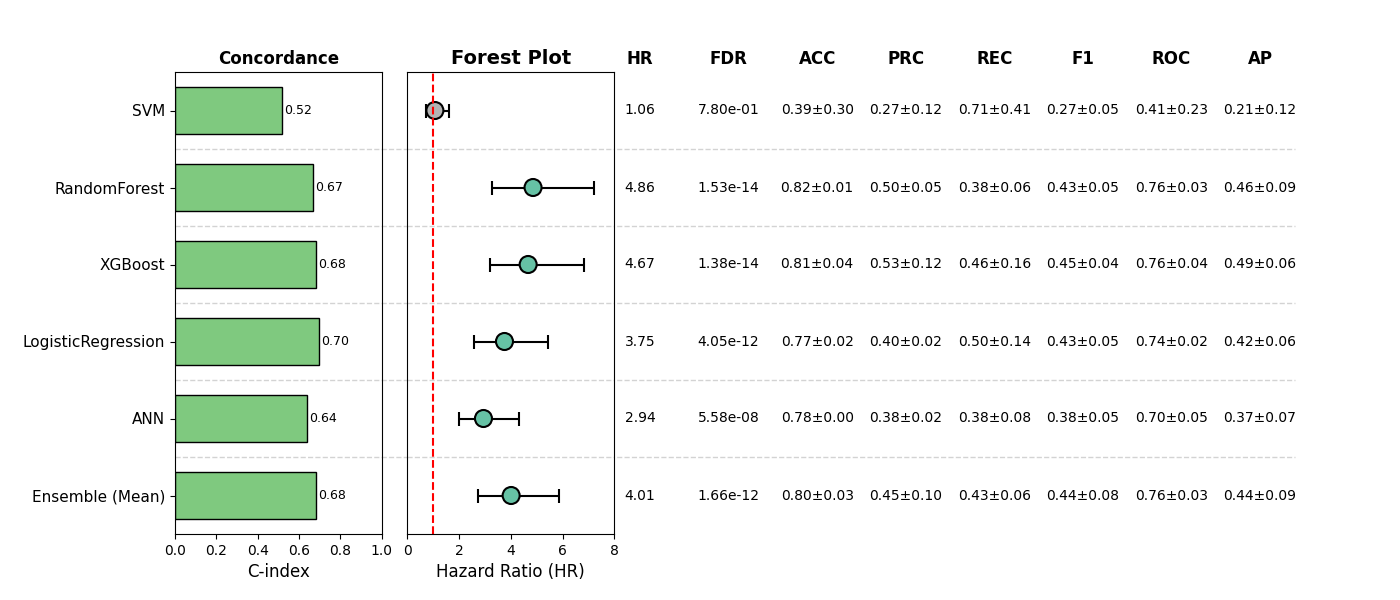 Concordance Forest Plot HR FDR ACC PRC REC F1 ROC AP
SVM 0.52 1.06 7.80e-01 0.39±0.30 0.27±0.12 0.71±0.41 0.27±0.05 0.41±0.23 0.21±0.12
RandomForest 0.67 4.86 1.53e-14 0.82±0.01 0.50±0.05 0.38±0.06 0.43±0.05 0.76±0.03 0.46±0.09
XGBoost 0.68 4.67 1.38e-14 0.81±0.04 0.53±0.12 0.46±0.16 0.45±0.04 0.76±0.04 0.49±0.06
LogisticRegression 0.70 3.75 4.05e-12 0.77±0.02 0.40±0.02 0.50±0.14 0.43±0.05 0.74±0.02 0.42±0.06
ANN 0.64 2.94 5.58e-08 0.78±0.00 0.38±0.02 0.38±0.08 0.38±0.05 0.70±0.05 0.37±0.07
Ensemble (Mean) 0.68 4.01 1.66e-12 0.80±0.03 0.45±0.10 0.43±0.06 0.44±0.08 0.76±0.03 0.44±0.09
0.0 0.2 0.4 0.6 0.8 1.0 0 2 4 6 8
C-index Hazard Ratio (HR)